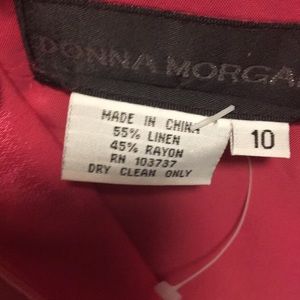 DONNA MORGA
MADE IN CHINA
55% LINEN
45% RAYON
RN 103737
DRY CLEAN ONLY
10